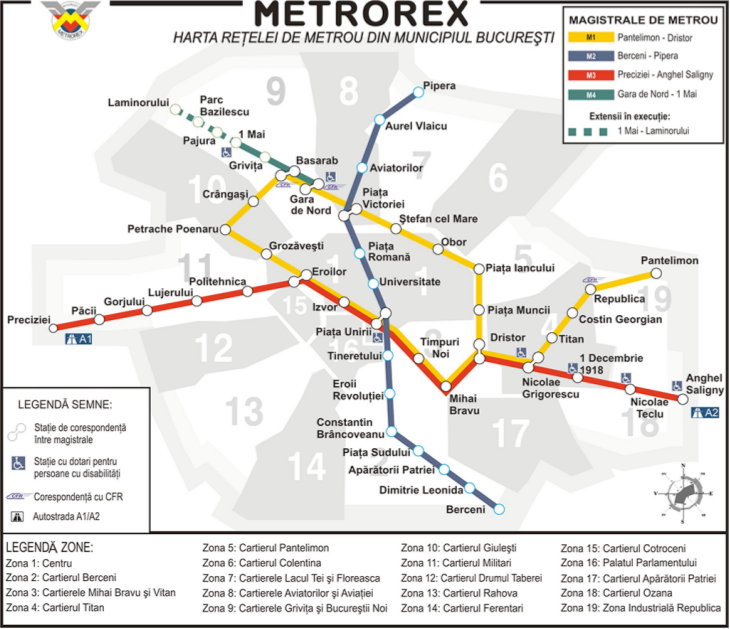 METROREX
METROREX
HARTA REȚELEI DE METROU DIN MUNICIPIUL BUCUREȘTI
MAGISTRALE DE METROU
M1 Pantelimon - Dristor
M2 Berceni - Pipera
M3 Preciziei - Anghel Saligny
M4 Gara de Nord - 1 Mai
Extensii în execuție:
1 Mai - Laminorului
Pipera
Laminorului
Parc
Bazilescu
Pajura
1 Mai
Aurel Vlaicu
Grivița
Basarab
Aviatorilor
CFR
CFR
Crângași
Gara
de Nord
Piața
Victoriei
Ștefan cel Mare
Petrache Poenaru
Obor
Grozăvești
Piața
Romană
Piața Iancului
Pantelimon
CFR
Republica
Eroilor
Politehnica
Universitate
Lujerului
Gorjului
Păcii
Preciziei
A1
Izvor
Piața Muncii
Costin Georgian
Piața Unirii
Titan
Timpuri
Noi
Dristor
Tineretului
1 Decembrie
1918
Nicolae
Grigorescu
Anghel
Saligny
Eroii
Revoluției
Mihai
Bravu
Nicolae
Teclu
A2
Constantin
Brâncoveanu
Piața Sudului
Apărătorii Patriei
Dimitrie Leonida
Berceni
9
8
7
6
10
5
11
1
1
19
15
16
3
4
12
13
14
2
17
18
LEGENDĂ SEMNE:
Stație de corespondență
între magistrale
Stație cu dotari pentru
persoane cu disabilități
Corespondență cu CFR
Autostrada A1/A2
N
V
E
S
LEGENDĂ ZONE:
Zona 1: Centru
Zona 2: Cartierul Berceni
Zona 3: Cartierele Mihai Bravu și Vitan
Zona 4: Cartierul Titan
Zona 5: Cartierul Pantelimon
Zona 6: Cartierul Colentina
Zona 7: Cartierele Lacul Tei și Floreasca
Zona 8: Cartierele Aviatorilor și Aviației
Zona 9: Cartierele Grivița și Bucureștii Noi
Zona 10: Cartierul Giulești
Zona 11: Cartierul Militari
Zona 12: Cartierul Drumul Taberei
Zona 13: Cartierul Rahova
Zona 14: Cartierul Ferentari
Zona 15: Cartierul Cotroceni
Zona 16: Palatul Parlamentului
Zona 17: Cartierul Apărătorii Patriei
Zona 18: Cartierul Ozana
Zona 19: Zona Industrială Republica